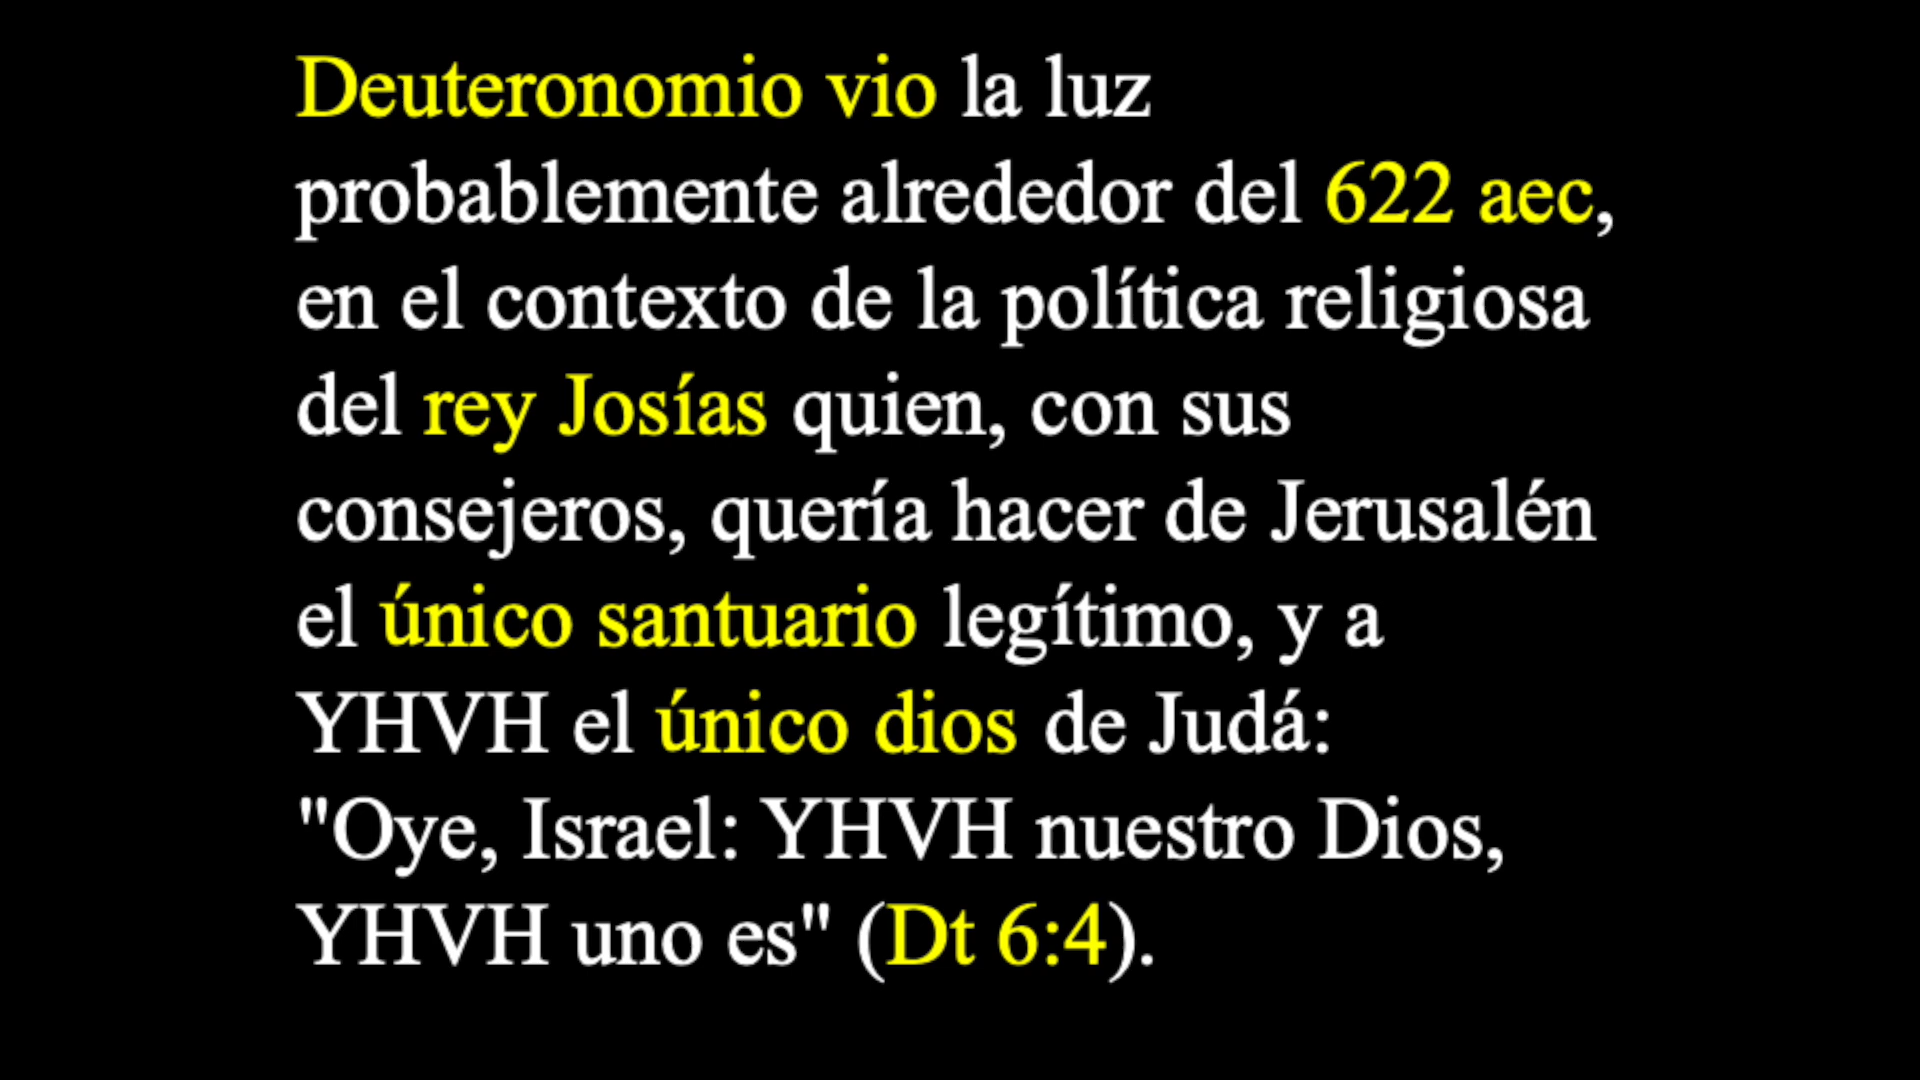 Deuteronomio vio la luz
probablemente alrededor del 622 aec,
en el contexto de la política religiosa
del rey Josías quien, con sus
consejeros, quería hacer de Jerusalén
el único santuario legítimo, y a
YHVH el único dios de Judá:
"Oye, Israel: YHVH nuestro Dios,
YHVH uno es" (Dt 6:4).